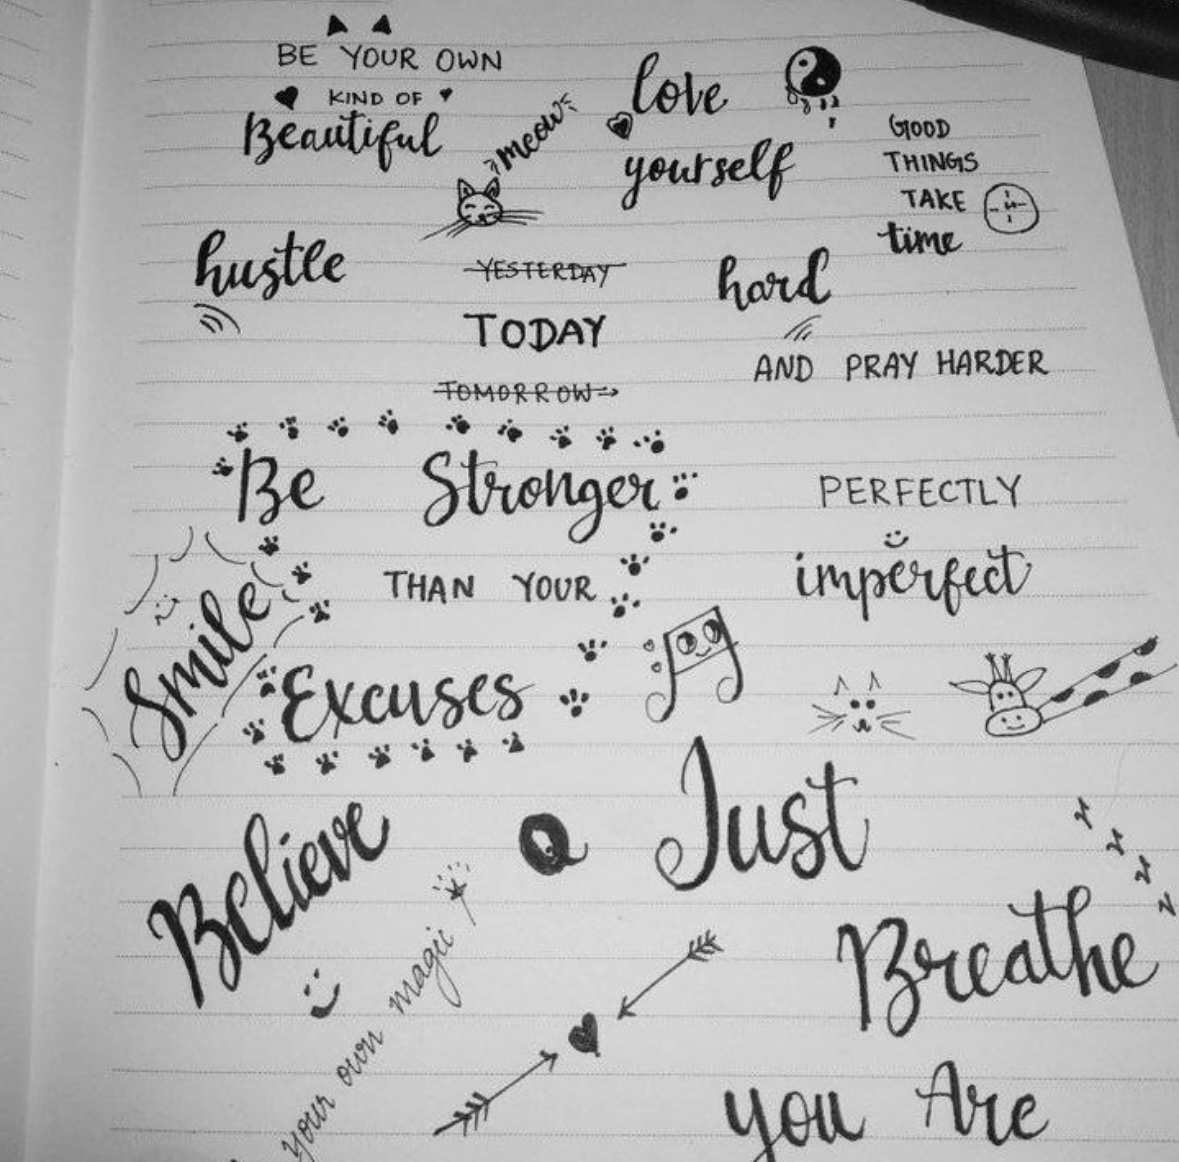 BE YOUR OWN
KIND OF
Beautiful
meow
love
yourself
GOOD
THINGS
TAKE
time
hustle
hard
AND PRAY HARDER
YESTERDAY
TODAY
TOMORROW
Be Stronger
THAN YOUR
Excuses
Smile
PERFECTLY
imperfect
Believe
your own magic
Just
Breathe
you Are